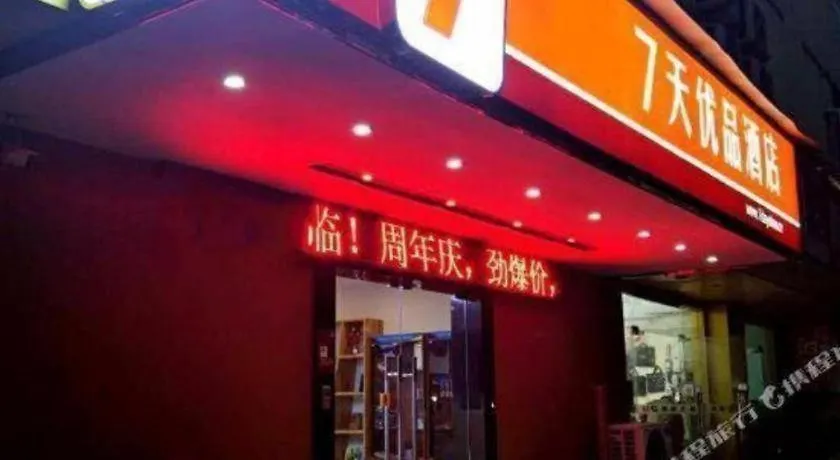 7天优品酒店
临！周年庆，劲爆价，
携程旅行